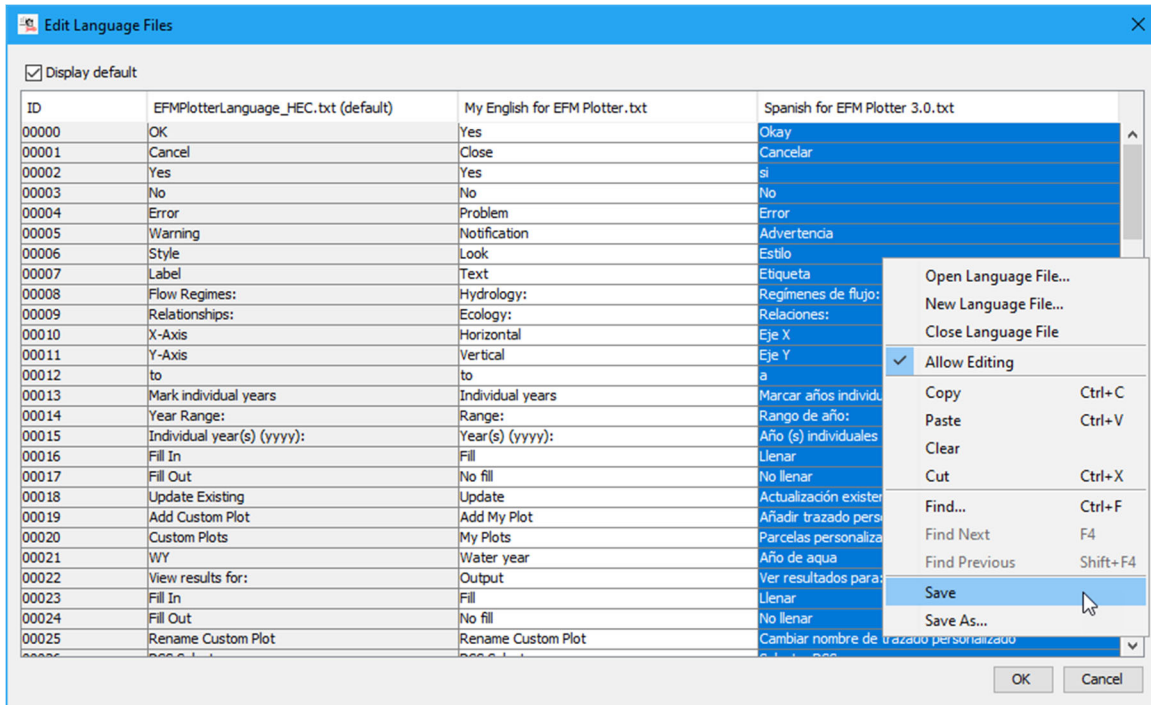 Edit Language Files
Display default
ID EFMPlotterLanguage_HEC.txt (default) My English for EFM Plotter.txt Spanish for EFM Plotter 3.0.txt
00000 OK Yes Okay
00001 Cancel Close Cancelar
00002 Yes Yes si
00003 No No No
00004 Error Problem Error
00005 Warning Notification Advertencia
00006 Style Look Estilo
00007 Label Text Etiqueta
00008 Flow Regimes: Hydrology: Regímenes de flujo:
00009 Relationships: Ecology: Relaciones:
00010 X-Axis Horizontal Eje X
00011 Y-Axis Vertical Eje Y
00012 to to a
00013 Mark individual years Individual years Marcar años individu
00014 Year Range: Range: Rango de año:
00015 Individual year(s) (yyyy): Year(s) (yyyy): Año (s) individuales
00016 Fill In Fill Llenar
00017 Fill Out No fill No llenar
00018 Update Existing Update Actualización existen
00019 Add Custom Plot Add My Plot Añadir trazado perso
00020 Custom Plots My Plots Parcelas personaliza
00021 WY Water year Año de aqua
00022 View results for: Output Ver resultados para:
00023 Fill In Fill Llenar
00024 Fill Out No fill No llenar
00025 Rename Custom Plot Rename Custom Plot Cambiar nombre de trazado personalizado
Open Language File...
New Language File...
Close Language File
Allow Editing
Copy Ctrl+C
Paste Ctrl+V
Clear
Cut Ctrl+X
Find... Ctrl+F
Find Next F4
Find Previous Shift+F4
Save
Save As...
OK Cancel